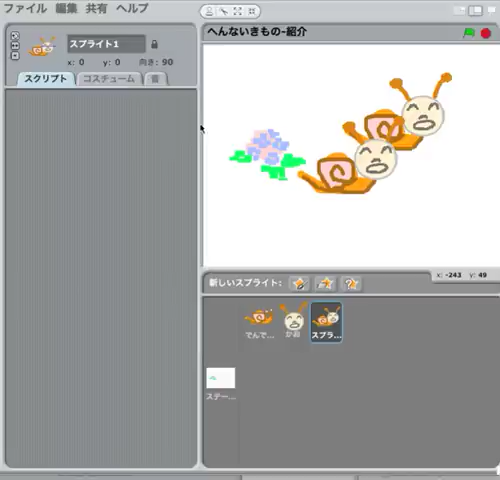 ファイル 編集 共有 ヘルプ
スプライト1
x: 0 y: 0 向き: 90
スクリプト コスチューム 音
へんないきもの-紹介
x: -243 y: 49
新しいスプライト:
でんで... かお スプラ...
ステー...